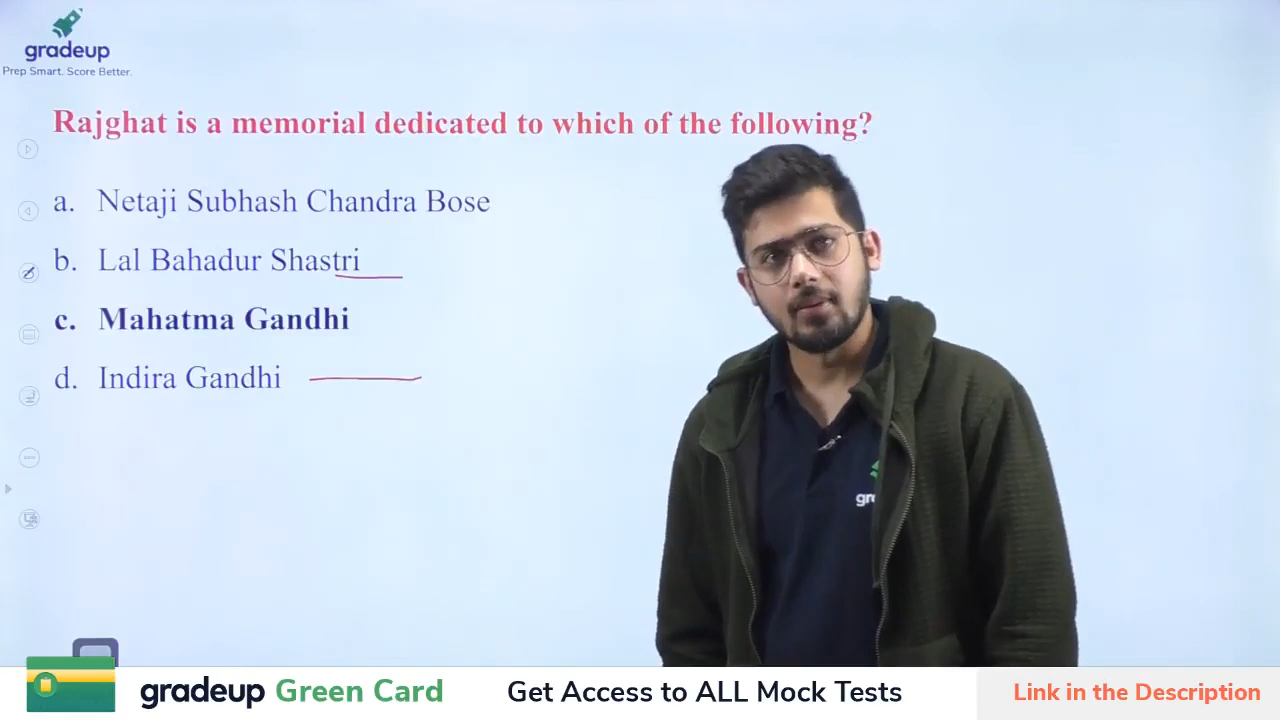 gradeup
Prep Smart. Score Better.
Rajghat is a memorial dedicated to which of the following?
a. Netaji Subhash Chandra Bose
b. Lal Bahadur Shastri
c. Mahatma Gandhi
d. Indira Gandhi
gr
gradeup Green Card
Get Access to ALL Mock Tests
Link in the Description